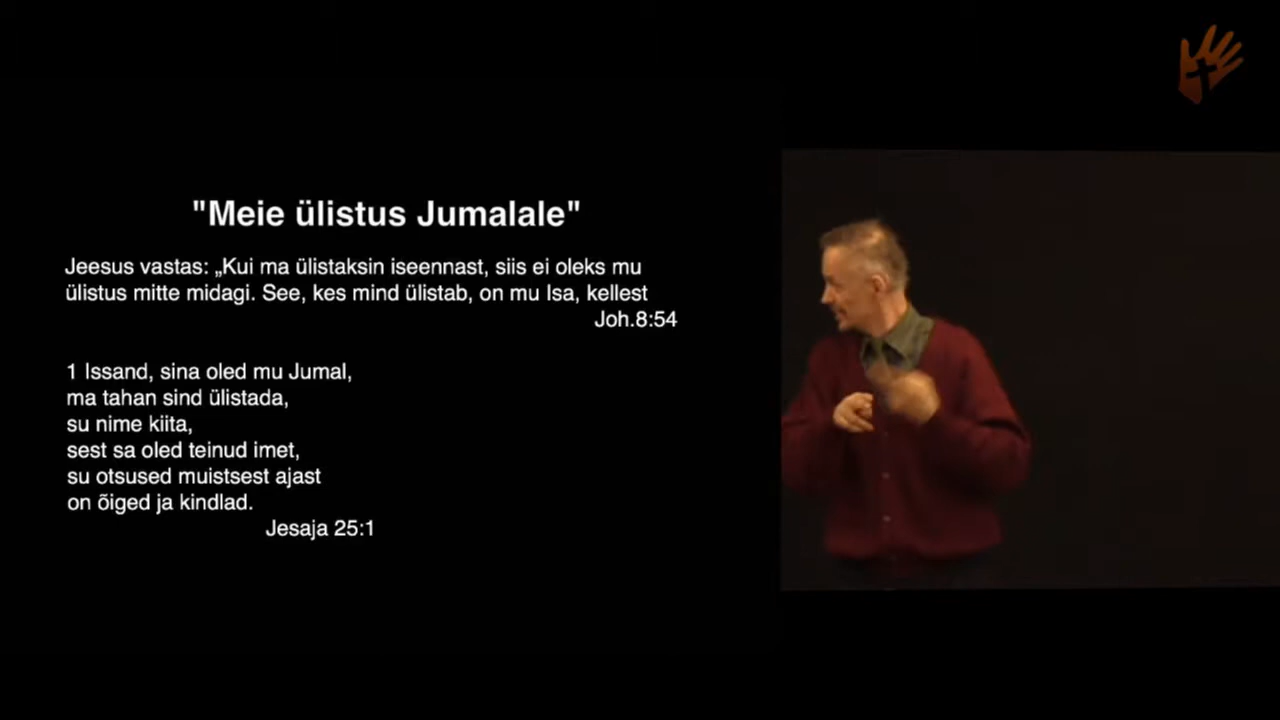 "Meie ülistus Jumalale"
Jeesus vastas: „Kui ma ülistaksin iseennast, siis ei oleks mu
ülistus mitte midagi. See, kes mind ülistab, on mu Isa, kellest
Joh.8:54
1 Issand, sina oled mu Jumal,
ma tahan sind ülistada,
su nime kiita,
sest sa oled teinud imet,
su otsused muistsest ajast
on õiged ja kindlad.
Jesaja 25:1